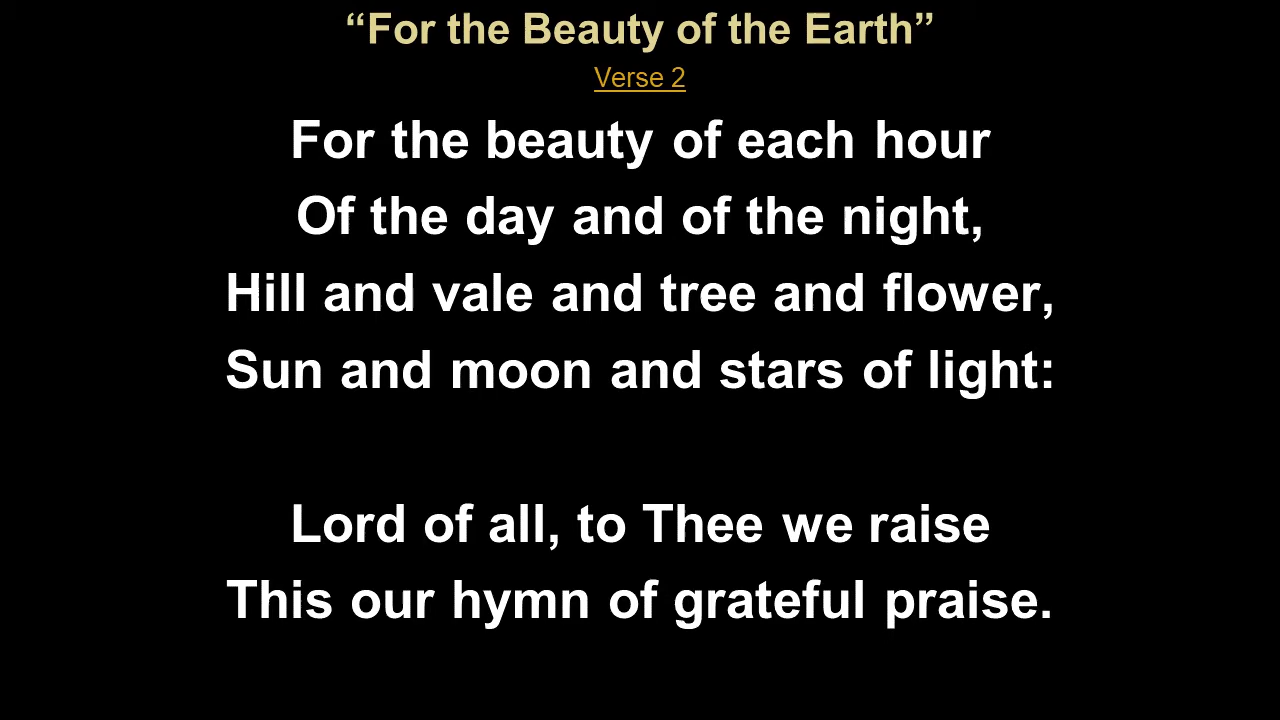 “For the Beauty of the Earth”
Verse 2
For the beauty of each hour
Of the day and of the night,
Hill and vale and tree and flower,
Sun and moon and stars of light:
Lord of all, to Thee we raise
This our hymn of grateful praise.